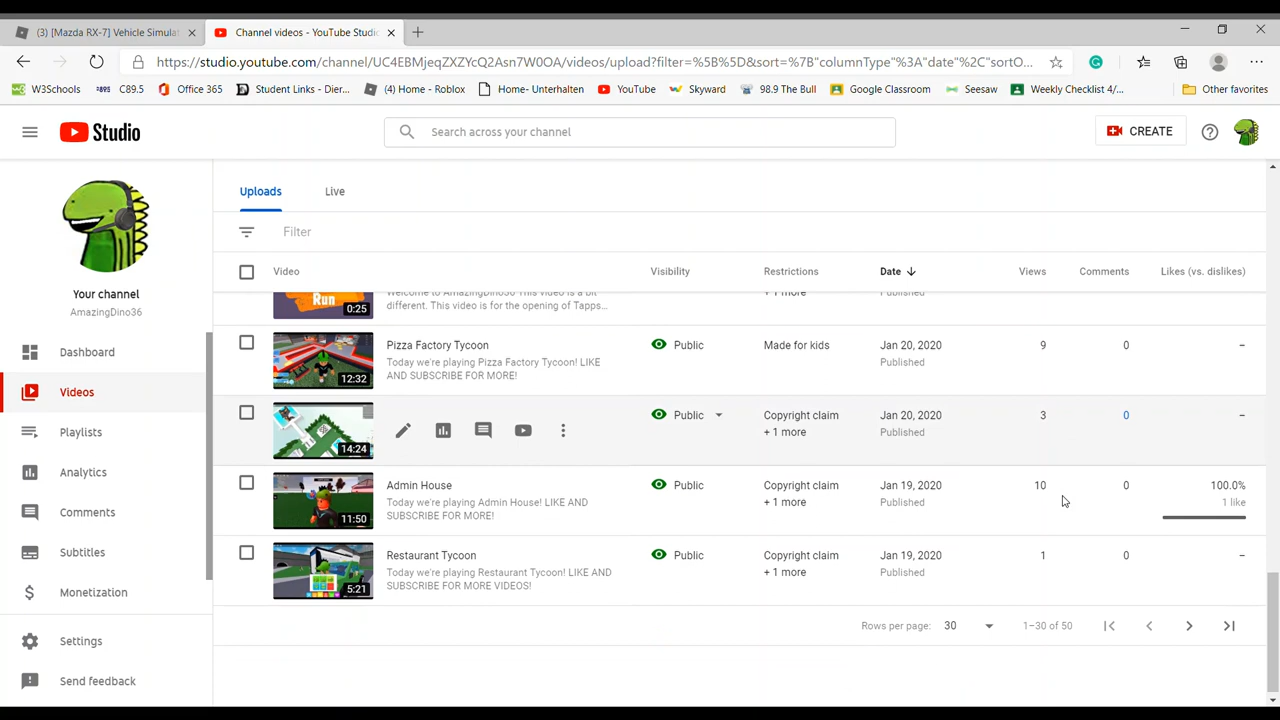 (3) [Mazda RX-7] Vehicle Simulat
Channel videos - YouTube Studio
https://studio.youtube.com/channel/UC4EBMjeqZXZYcQ2Asn7W0OA/videos/upload?filter=%5B%5D&sort=%7B"columnType"%3A"date"%2C"sortO...
W3Schools
C89.5
Office 365
Student Links - Dier...
(4) Home - Roblox
Home- Unterhalten
YouTube
Skyward
98.9 The Bull
Google Classroom
Seesaw
Weekly Checklist 4/...
Other favorites
Studio
Search across your channel
CREATE
Your channel
AmazingDino36
Dashboard
Videos
Playlists
Analytics
Comments
Subtitles
Monetization
Settings
Send feedback
Uploads
Live
Filter
Video
Visibility
Restrictions
Date
Views
Comments
Likes (vs. dislikes)
Run
0:25
Welcome to AmazingDino36 This video is a bit
different. This video is for the opening of Tapps...
+ 1 more
Published
12:32
Pizza Factory Tycoon
Today we're playing Pizza Factory Tycoon! LIKE
AND SUBSCRIBE FOR MORE!
Public
Made for kids
Jan 20, 2020
Published
9
0
–
14:24
Public
Copyright claim
+ 1 more
Jan 20, 2020
Published
3
0
–
11:50
Admin House
Today we're playing Admin House! LIKE AND
SUBSCRIBE FOR MORE!
Public
Copyright claim
+ 1 more
Jan 19, 2020
Published
10
0
100.0%
1 like
5:21
Restaurant Tycoon
Today we're playing Restaurant Tycoon! LIKE AND
SUBSCRIBE FOR MORE VIDEOS!
Public
Copyright claim
+ 1 more
Jan 19, 2020
Published
1
0
–
Rows per page:
30
1–30 of 50